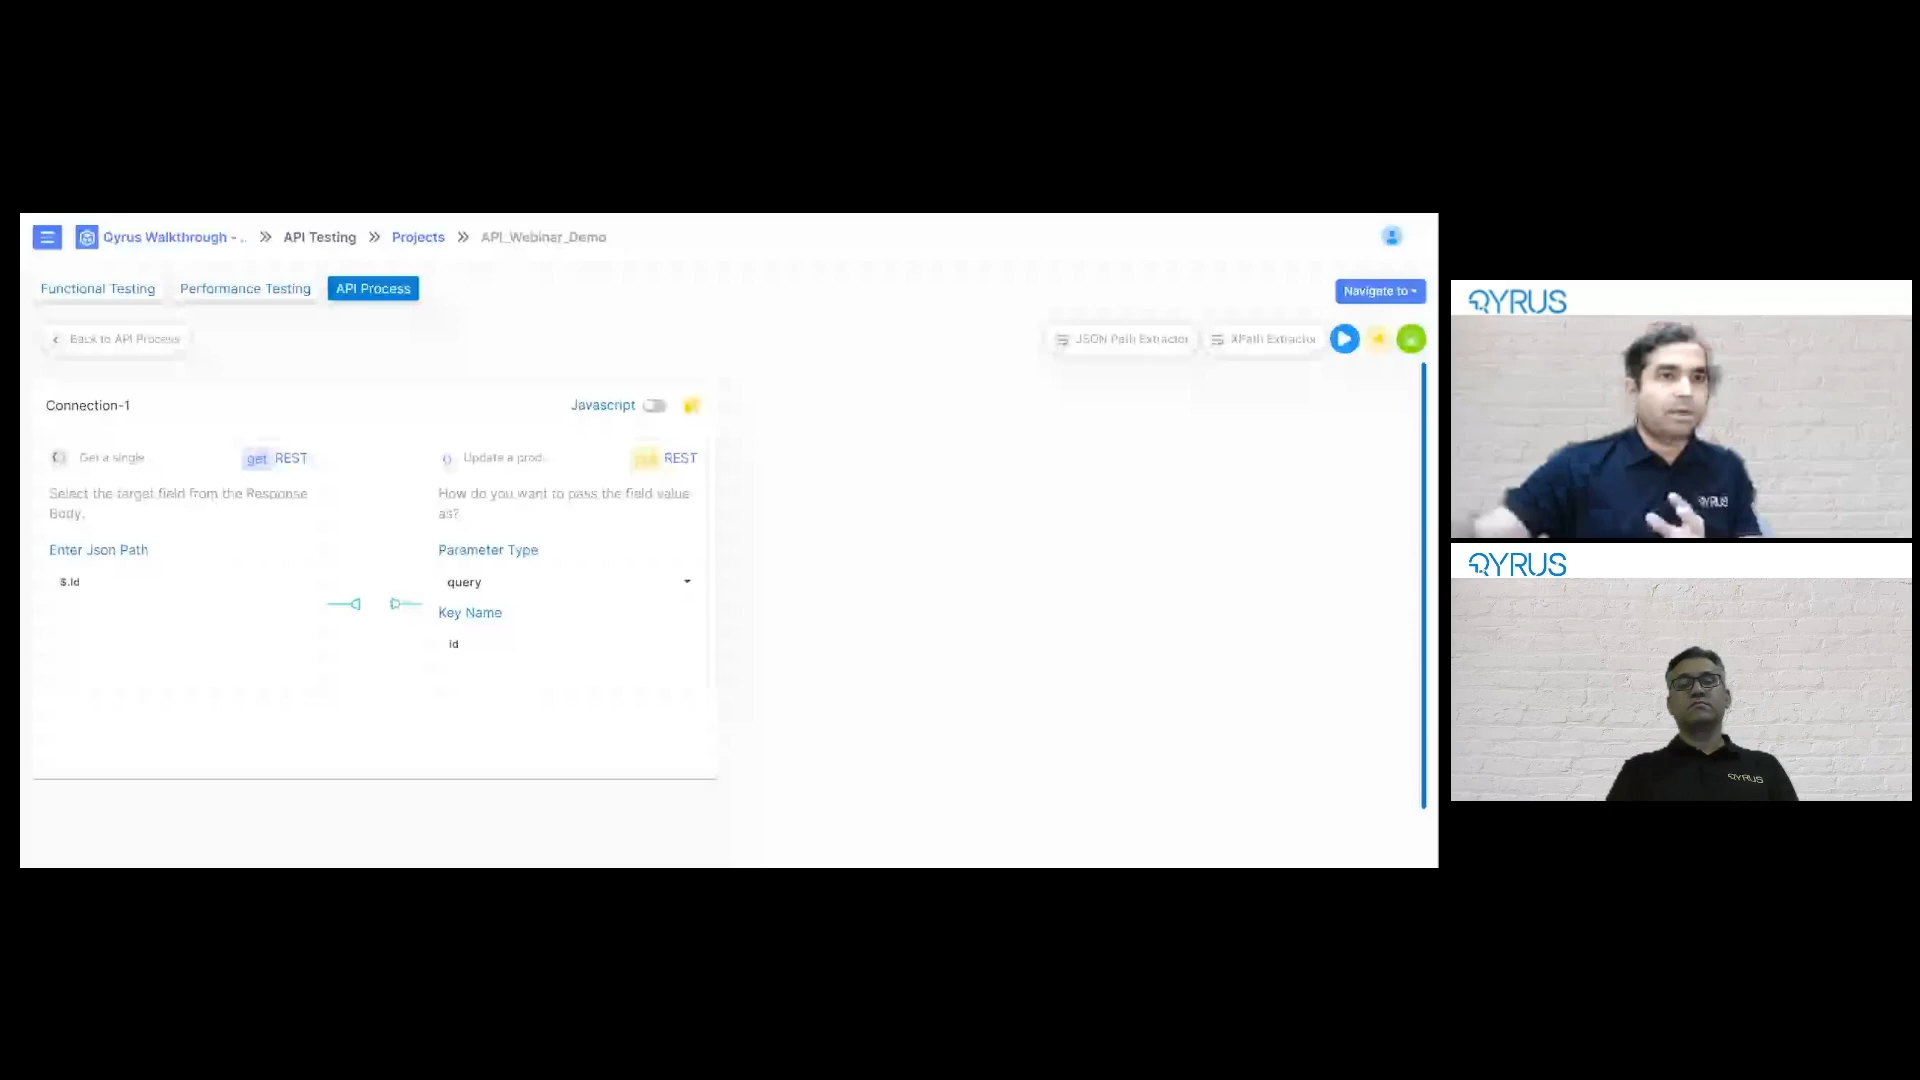 Qyrus Walkthrough - ..
API Testing
Projects
API_Webinar_Demo
Functional Testing
Performance Testing
API Process
Navigate to
Back to API Process
JSON Path Extractor
XPath Extractor
Connection-1
Javascript
Get a single
get REST
Update a prod..
REST
Select the target field from the Response
Body.
How do you want to pass the field value
as?
Enter Json Path
Parameter Type
$.id
query
Key Name
id
QYRUS
QYRUS
QYRUS
QYRUS